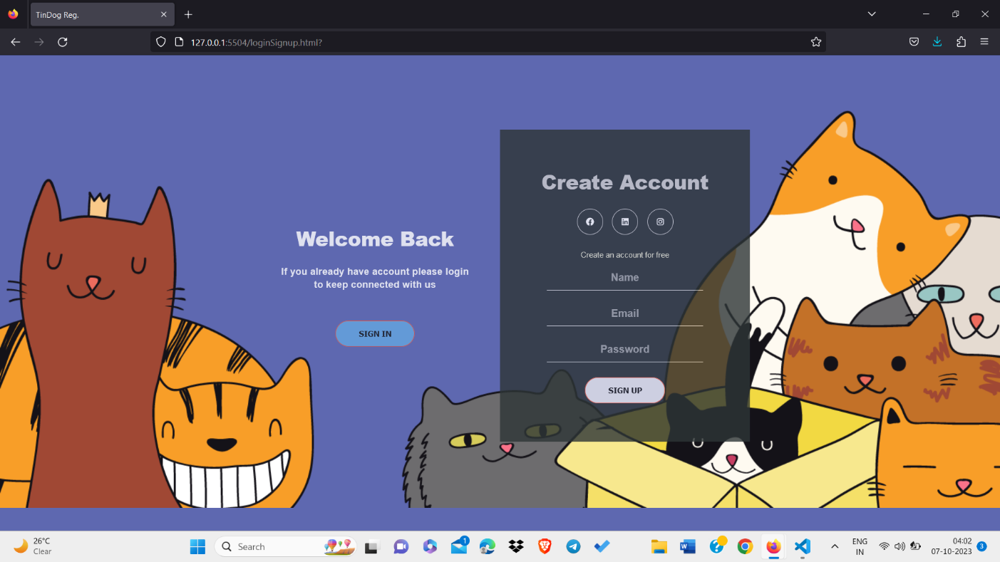 TinDog Reg.
127.0.0.1:5504/loginSignup.html?
Create Account
Welcome Back
Create an account for free
If you already have account please login
to keep connected with us
Name
Email
SIGN IN
Password
SIGN UP
26°C
Clear
Search
1
W
ENG
IN
04:02
07-10-2023
3